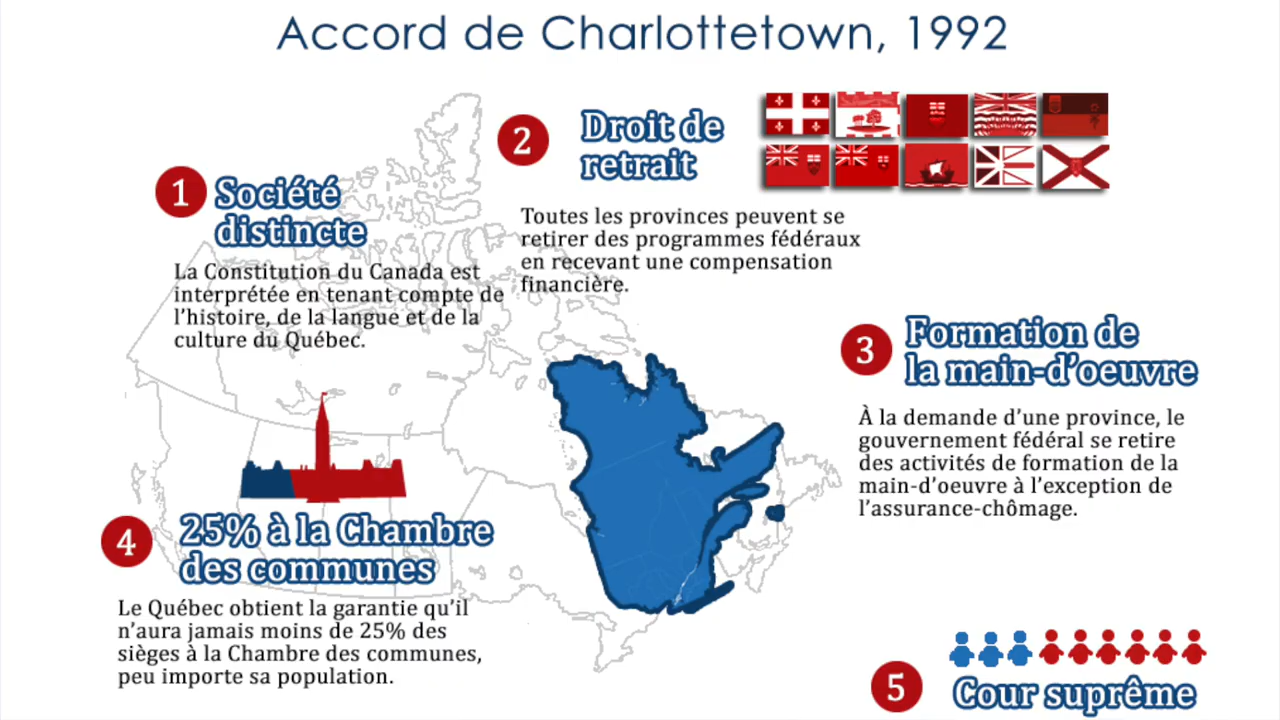 Accord de Charlottetown, 1992
1
Société
distincte
La Constitution du Canada est
interprétée en tenant compte de
l'histoire, de la langue et de la
culture du Québec.
2
Droit de
retrait
Toutes les provinces peuvent se
retirer des programmes fédéraux
en recevant une compensation
financière.
3
Formation de
la main-d'oeuvre
À la demande d'une province, le
gouvernement fédéral se retire
des activités de formation de la
main-d'oeuvre à l'exception de
l'assurance-chômage.
4
25% à la Chambre
des communes
Le Québec obtient la garantie qu'il
n'aura jamais moins de 25% des
sièges à la Chambre des communes,
peu importe sa population.
5
Cour suprême